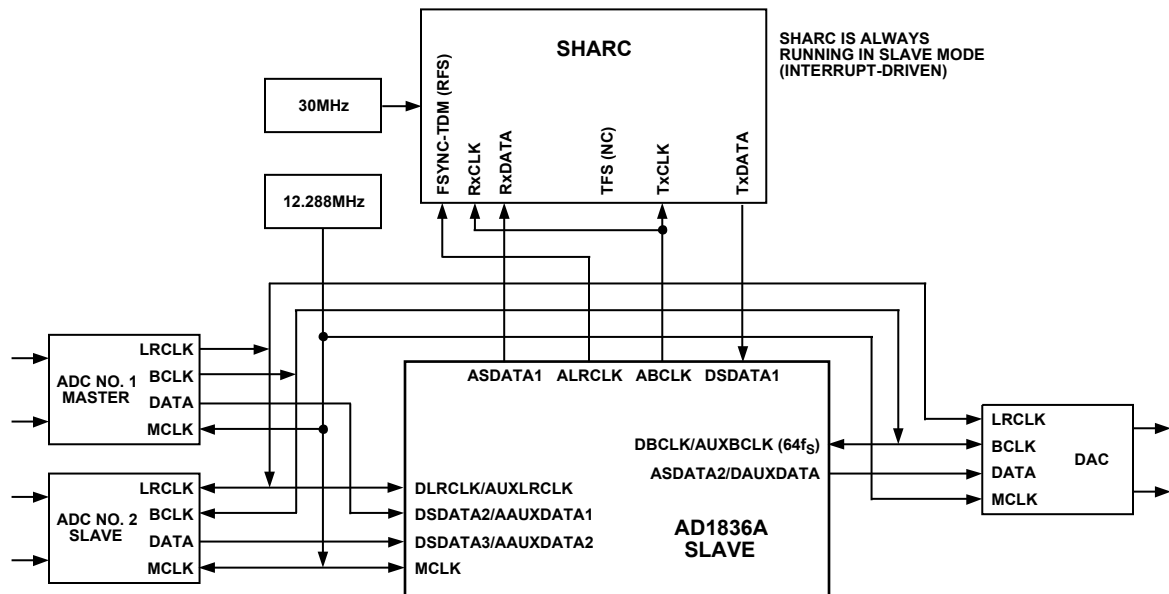 SHARC
SHARC IS ALWAYS
RUNNING IN SLAVE MODE
(INTERRUPT-DRIVEN)
30MHz
12.288MHz
FSYNC-TDM (RFS)
RxCLK
RxDATA
TFS (NC)
TxCLK
TxDATA
ADC NO. 1
MASTER
LRCLK
BCLK
DATA
MCLK
ADC NO. 2
SLAVE
LRCLK
BCLK
DATA
MCLK
ASDATA1 ALRCLK ABCLK DSDATA1
DBCLK/AUXBCLK (64fS)
ASDATA2/DAUXDATA
DLRCLK/AUXLRCLK
DSDATA2/AAUXDATA1
DSDATA3/AAUXDATA2
MCLK
AD1836A
SLAVE
LRCLK
BCLK
DATA
MCLK
DAC